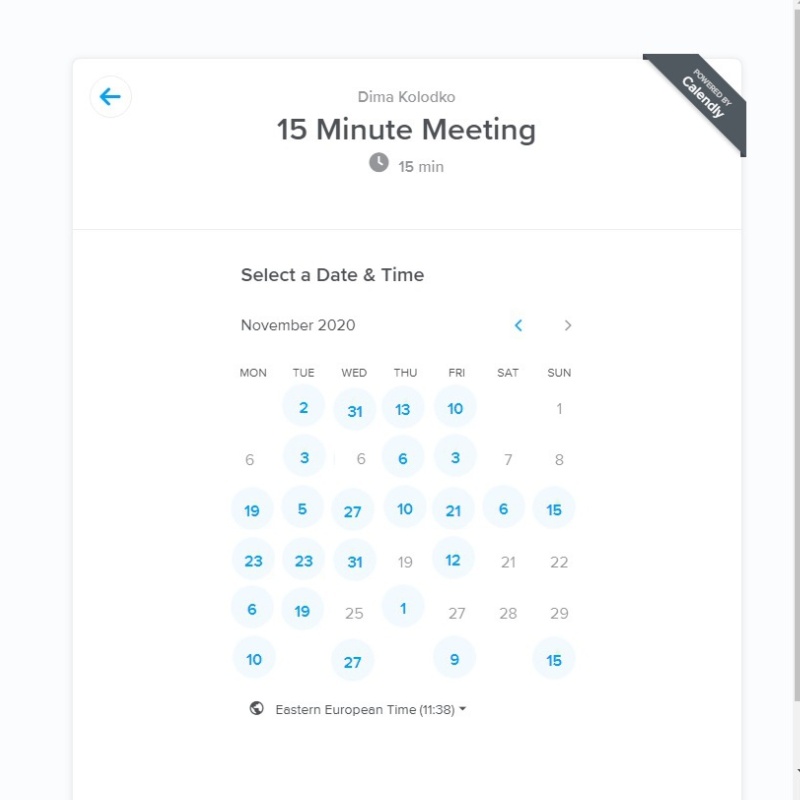 POWERED BY
Calendly
Dima Kolodko
15 Minute Meeting
15 min
Select a Date & Time
November 2020
MON TUE WED THU FRI SAT SUN
2 31 13 10 1
6 3 6 6 3 7 8
19 5 27 10 21 6 15
23 23 31 19 12 21 22
6 19 25 1 27 28 29
10 27 9 15
Eastern European Time (11:38)